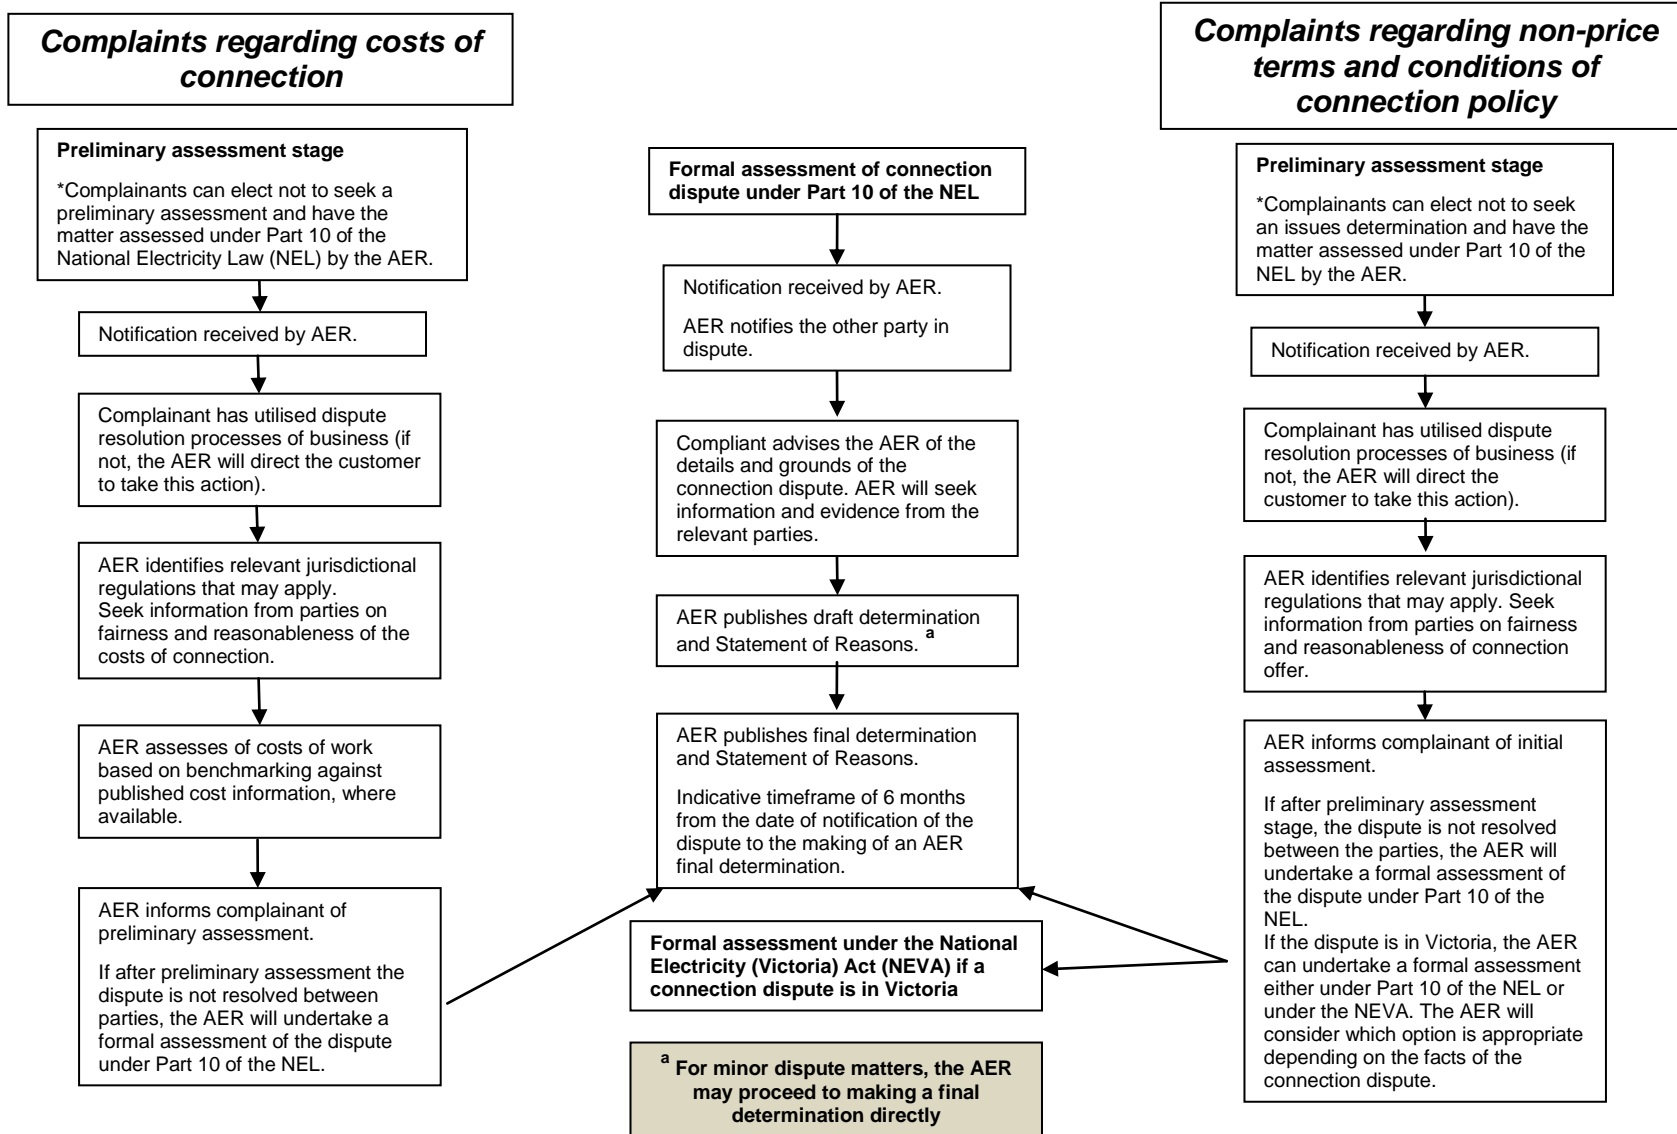 Complaints regarding costs of
connection
Preliminary assessment stage
*Complainants can elect not to seek a
preliminary assessment and have the
matter assessed under Part 10 of the
National Electricity Law (NEL) by the AER.
Notification received by AER.
Complainant has utilised dispute
resolution processes of business (if
not, the AER will direct the customer
to take this action).
AER identifies relevant jurisdictional
regulations that may apply.
Seek information from parties on
fairness and reasonableness of the
costs of connection.
AER assesses of costs of work
based on benchmarking against
published cost information, where
available.
AER informs complainant of
preliminary assessment.
If after preliminary assessment the
dispute is not resolved between
parties, the AER will undertake a
formal assessment of the dispute
under Part 10 of the NEL.
Formal assessment of connection
dispute under Part 10 of the NEL
Notification received by AER.
AER notifies the other party in
dispute.
Compliant advises the AER of the
details and grounds of the
connection dispute. AER will seek
information and evidence from the
relevant parties.
AER publishes draft determination
and Statement of Reasons. a
AER publishes final determination
and Statement of Reasons.
Indicative timeframe of 6 months
from the date of notification of the
dispute to the making of an AER
final determination.
Formal assessment under the National
Electricity (Victoria) Act (NEVA) if a
connection dispute is in Victoria
a For minor dispute matters, the AER
may proceed to making a final
determination directly
Complaints regarding non-price
terms and conditions of
connection policy
Preliminary assessment stage
*Complainants can elect not to seek
an issues determination and have the
matter assessed under Part 10 of the
NEL by the AER.
Notification received by AER.
Complainant has utilised dispute
resolution processes of business (if
not, the AER will direct the
customer to take this action).
AER identifies relevant jurisdictional
regulations that may apply. Seek
information from parties on fairness
and reasonableness of connection
offer.
AER informs complainant of initial
assessment.
If after preliminary assessment
stage, the dispute is not resolved
between the parties, the AER will
undertake a formal assessment of
the dispute under Part 10 of the
NEL.
If the dispute is in Victoria, the AER
can undertake a formal assessment
either under Part 10 of the NEL or
under the NEVA. The AER will
consider which option is appropriate
depending on the facts of the
connection dispute.